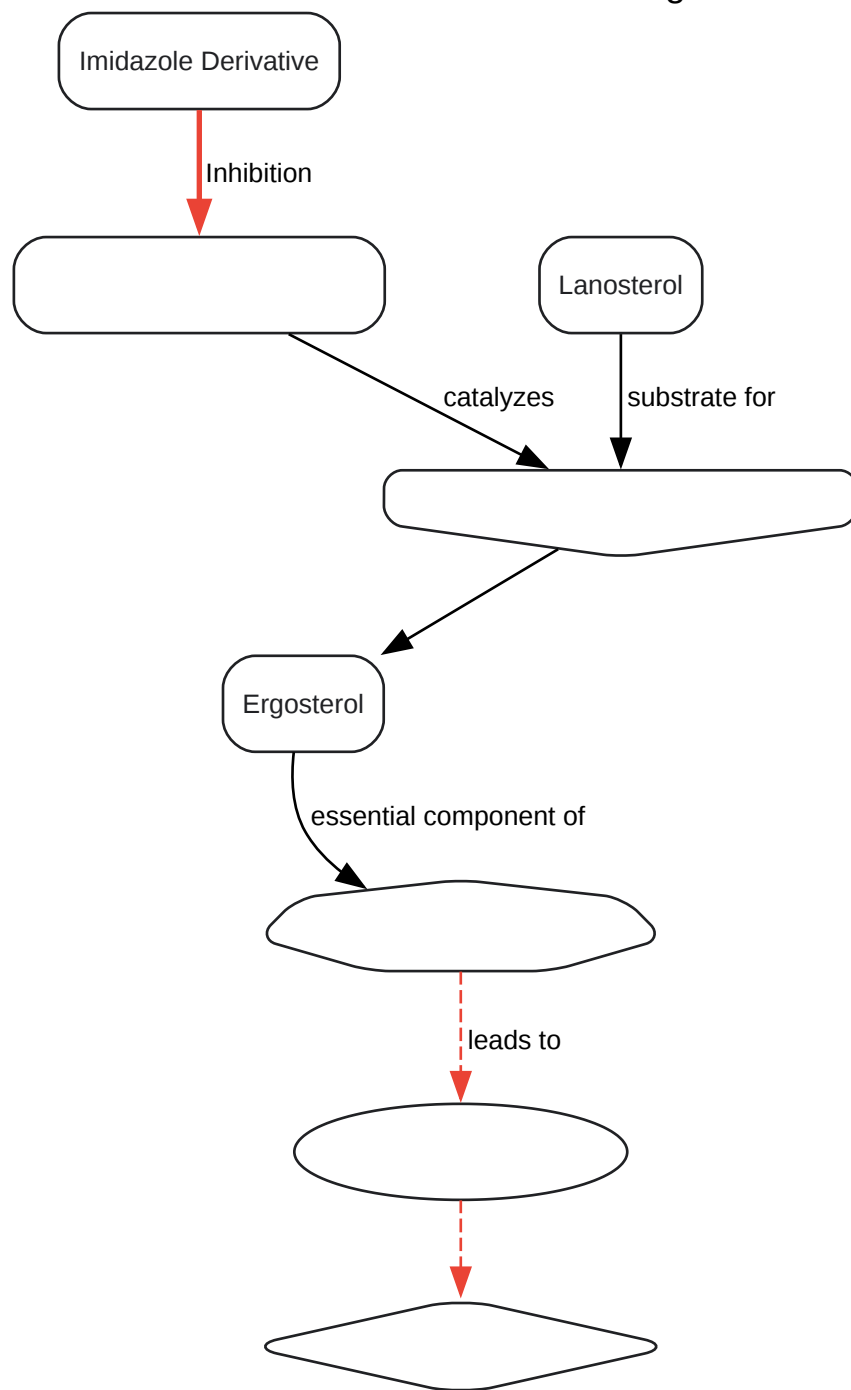 Imidazole Derivative
Inhibition
Lanosterol
catalyzes
substrate for
Ergosterol
essential component of
leads to